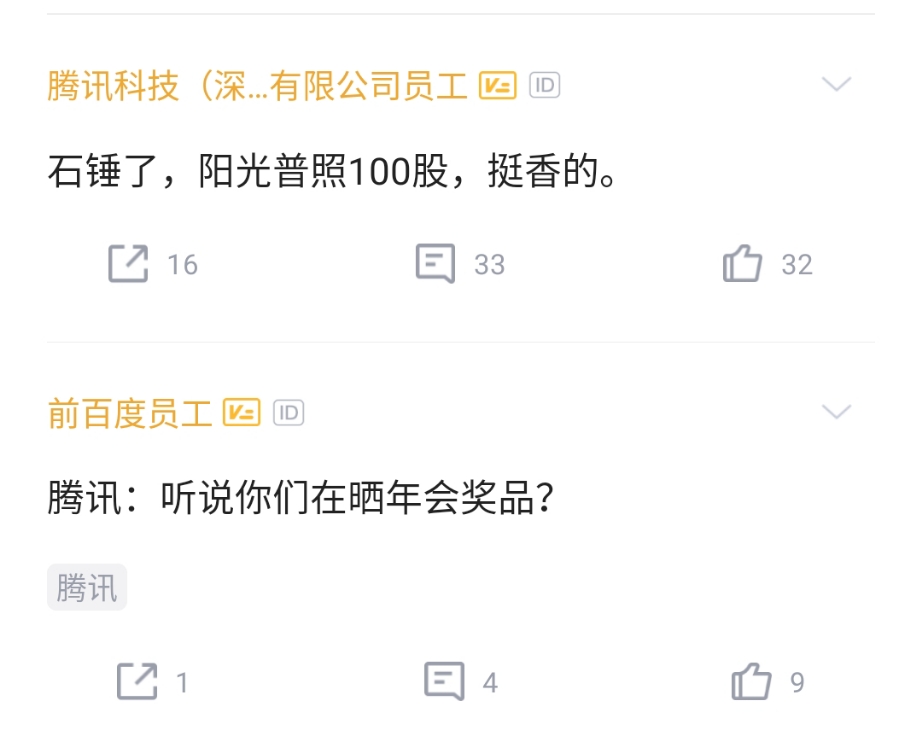 腾讯科技（深...有限公司员工 V ID
石锤了，阳光普照100股，挺香的。
16 33 32
前百度员工 V ID
腾讯：听说你们在晒年会奖品？
腾讯
1 4 9